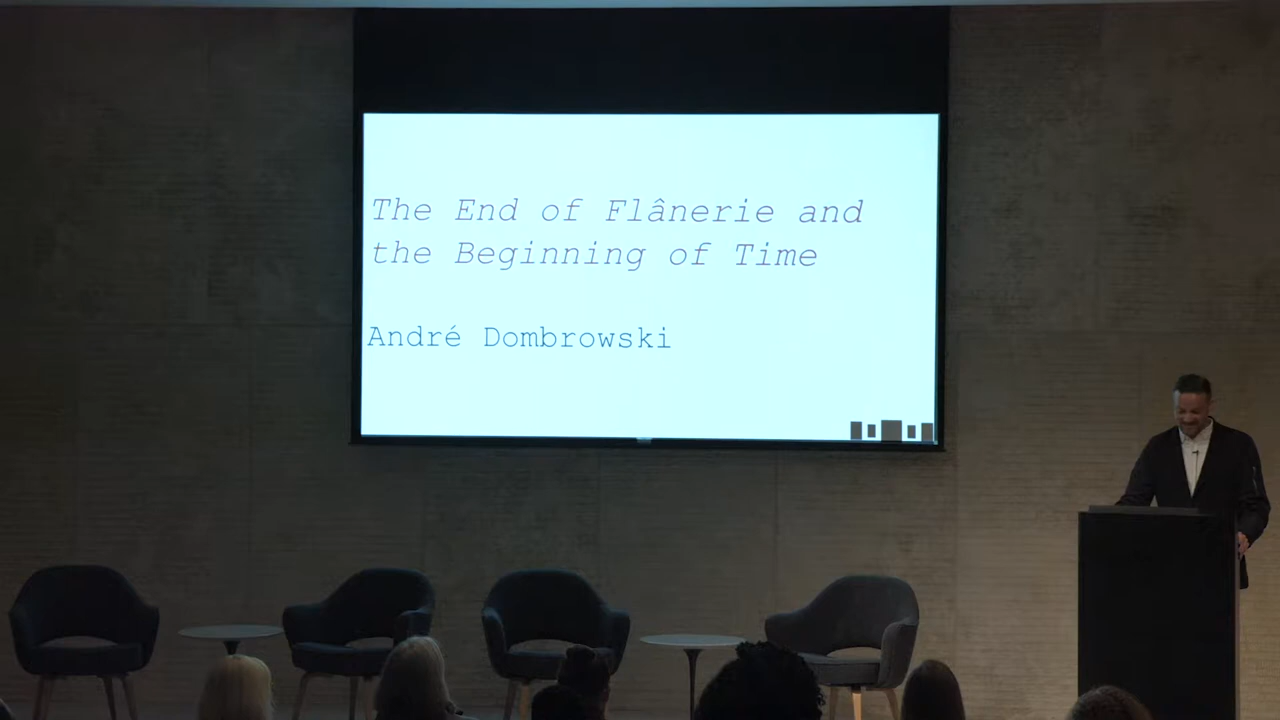 The End of Flânerie and
the Beginning of Time
André Dombrowski